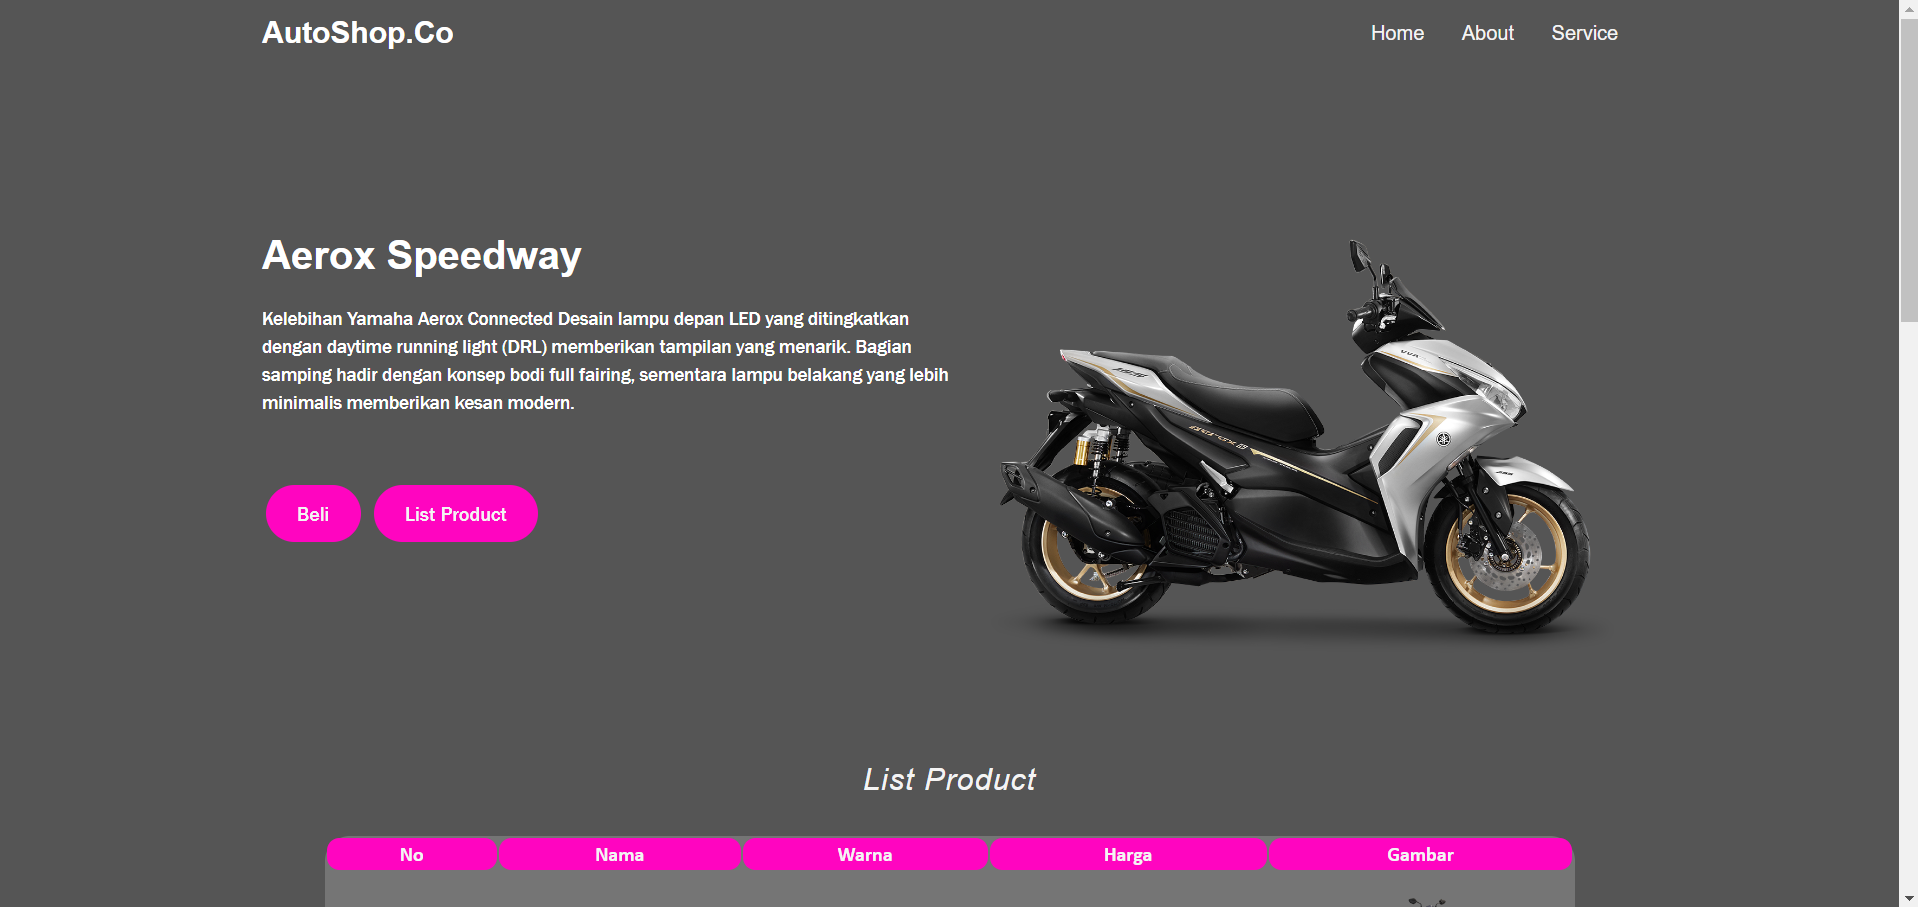 AutoShop.Co
Home About Service
Aerox Speedway
Kelebihan Yamaha Aerox Connected Desain lampu depan LED yang ditingkatkan
dengan daytime running light (DRL) memberikan tampilan yang menarik. Bagian
samping hadir dengan konsep bodi full fairing, sementara lampu belakang yang lebih
minimalis memberikan kesan modern.
Beli List Product
List Product
No Nama Warna Harga Gambar